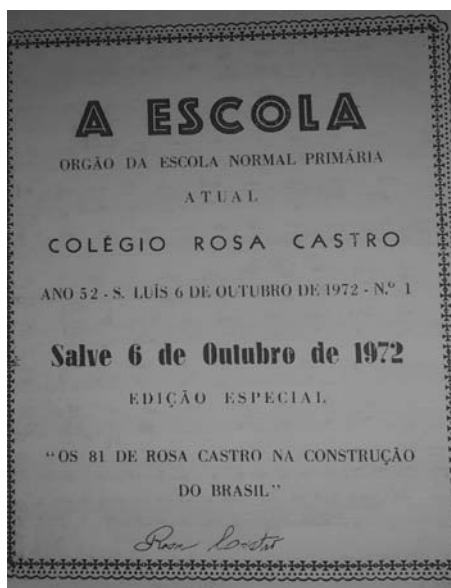 A ESCOLA
ORGÃO DA ESCOLA NORMAL PRIMÁRIA
ATUAL
COLÉGIO ROSA CASTRO
ANO 52 - S. LUÍS 6 DE OUTUBRO DE 1972 - N.º 1
Salve 6 de Outubro de 1972
EDIÇÃO ESPECIAL
"OS 81 DE ROSA CASTRO NA CONSTRUÇÃO
DO BRASIL"
Rosa Castro